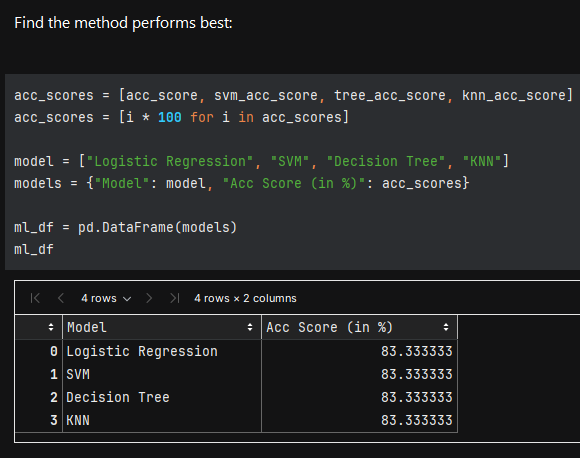 Find the method performs best:
acc_scores = [acc_score, svm_acc_score, tree_acc_score, knn_acc_score]
acc_scores = [i * 100 for i in acc_scores]
model = ["Logistic Regression", "SVM", "Decision Tree", "KNN"]
models = {"Model": model, "Acc Score (in %)": acc_scores}
ml_df = pd.DataFrame(models)
ml_df
4 rows 4 rows × 2 columns
Model Acc Score (in %)
0 Logistic Regression 83.333333
1 SVM 83.333333
2 Decision Tree 83.333333
3 KNN 83.333333